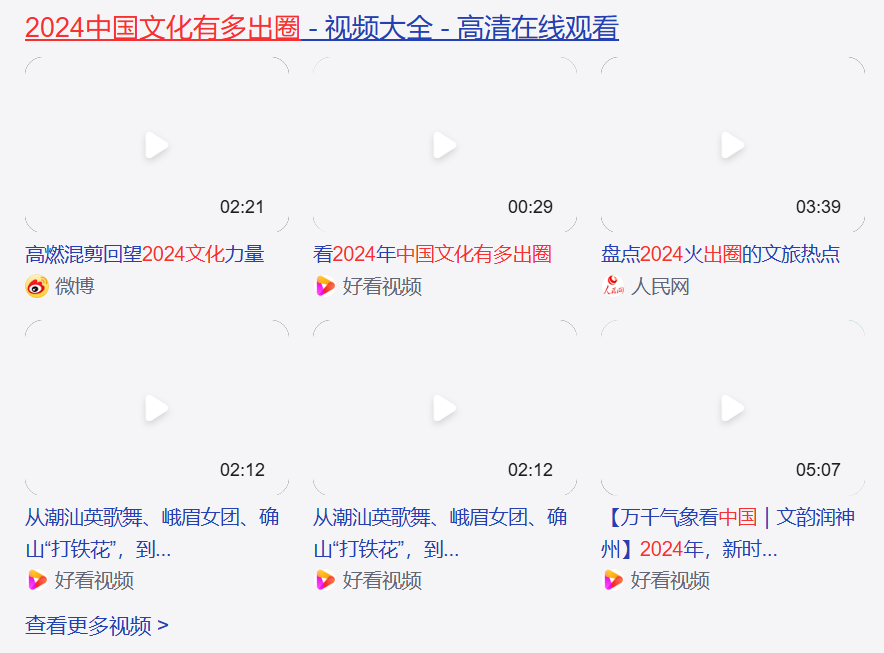 2024中国文化有多出圈 - 视频大全 - 高清在线观看
02:21
00:29
03:39
高燃混剪回望2024文化力量
看2024年中国文化有多出圈
盘点2024火出圈的文旅热点
微博
好看视频
人民网 人民网
02:12
02:12
05:07
从潮汕英歌舞、峨眉女团、确
山“打铁花”，到...
从潮汕英歌舞、峨眉女团、确
山“打铁花”，到...
【万千气象看中国｜文韵润神
州】2024年，新时...
好看视频
好看视频
好看视频
查看更多视频 >